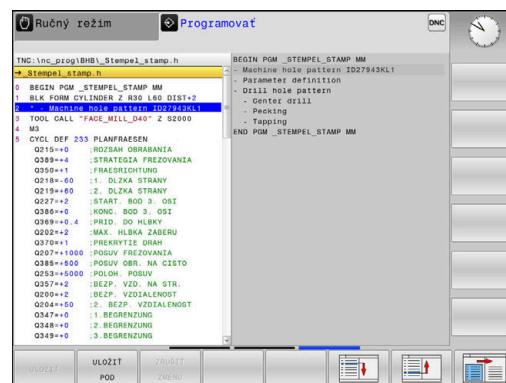 Ručný režim
Programovať
DNC
TNC:\nc_prog\BHB\_Stempel_stamp.h
→_Stempel_stamp.h
0 BEGIN PGM _STEMPEL_STAMP MM
1 BLK FORM CYLINDER Z R30 L60 DIST+2
2 * - Machine hole pattern ID27943KL1
3 TOOL CALL "FACE_MILL_D40" Z S2000
4 M3
5 CYCL DEF 233 PLANFRAESEN
Q215=+0 ;ROZSAH OBRABANIA
Q389=+4 ;STRATEGIA FREZOVANIA
Q350=+1 ;FRAESRICHTUNG
Q218=-60 ;1. DLZKA STRANY
Q219=+60 ;2. DLZKA STRANY
Q227=+2 ;START. BOD 3. OSI
Q386=+0 ;KONC. BOD 3. OSI
Q369=+0.4 ;PRID. DO HLBKY
Q202=+2 ;MAX. HLBKA ZABERU
Q370=+1 ;PREKRYTIE DRAH
Q207=+1000 ;POSUV FREZOVANIA
Q385=+500 ;POSUV OBR. NA CISTO
Q253=+5000 ;POLOH. POSUV
Q357=+2 ;BEZP. VZD. NA STR.
Q200=+2 ;BEZP. VZDIALENOST
Q204=+50 ;2. BEZP. VZDIALENOST
Q347=+0 ;1.BEGRENZUNG
Q348=+0 ;2.BEGRENZUNG
Q349=+0 ;3.BEGRENZUNG
BEGIN PGM _STEMPEL_STAMP MM
- Machine hole pattern ID27943KL1
- Parameter definition
- Drill hole pattern
- Center drill
- Pecking
- Tapping
END PGM _STEMPEL_STAMP MM
ULOŽIŤ
ULOŽIŤ
POD
ZRUŠIŤ
ZMENU